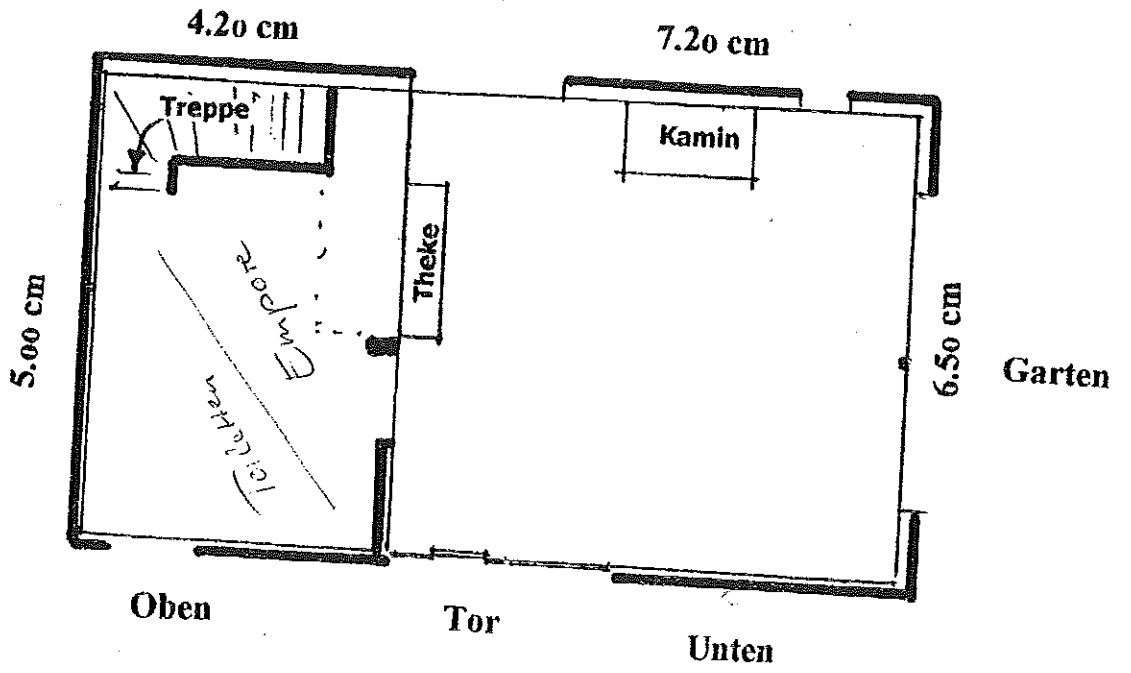 4.20 cm
7.20 cm
Treppe
Kamin
Theke
Empore
Toiletten
5.00 cm
6.50 cm
Garten
Oben
Tor
Unten